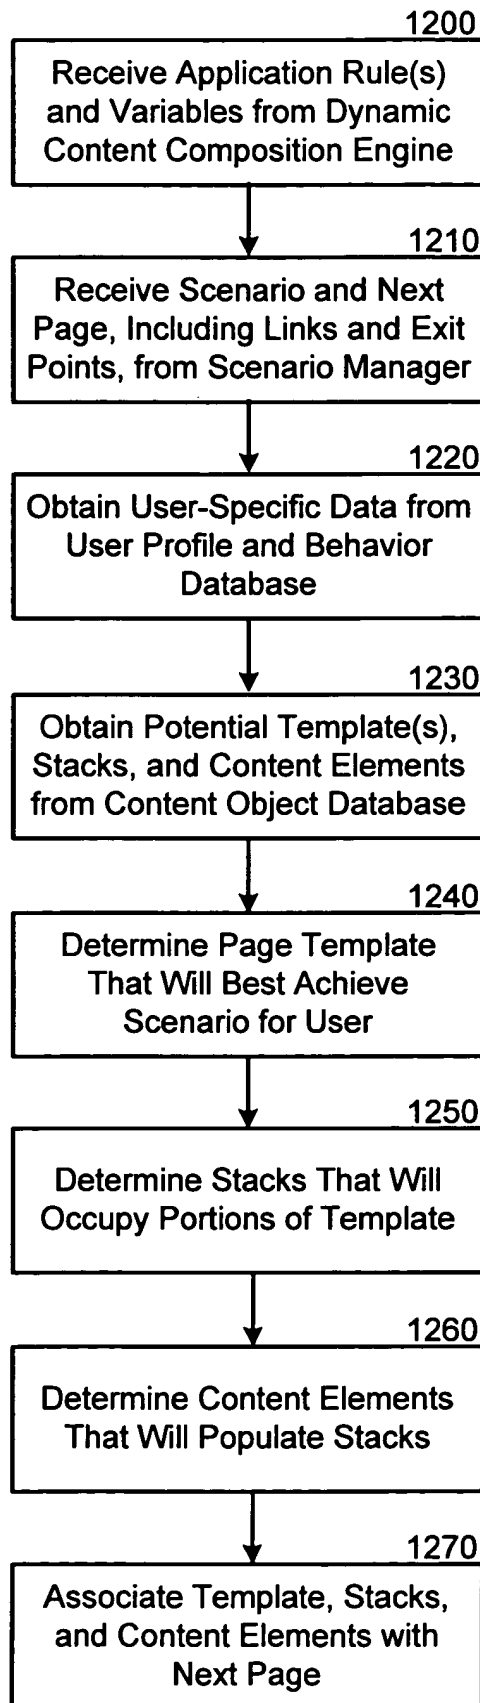 1200
Receive Application Rule(s)
and Variables from Dynamic
Content Composition Engine
1210
Receive Scenario and Next
Page, Including Links and Exit
Points, from Scenario Manager
1220
Obtain User-Specific Data from
User Profile and Behavior
Database
1230
Obtain Potential Template(s),
Stacks, and Content Elements
from Content Object Database
1240
Determine Page Template
That Will Best Achieve
Scenario for User
1250
Determine Stacks That Will
Occupy Portions of Template
1260
Determine Content Elements
That Will Populate Stacks
1270
Associate Template, Stacks,
and Content Elements with
Next Page